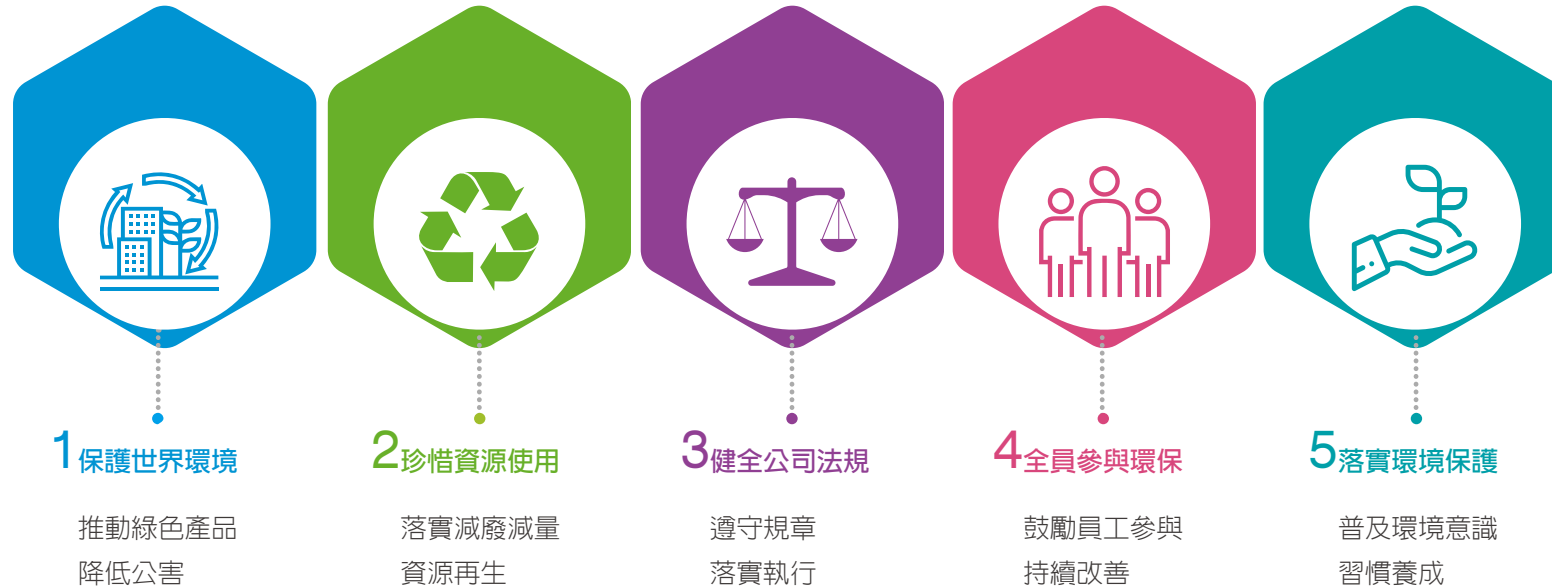 1保護世界環境
推動綠色產品
降低公害
2珍惜資源使用
落實減廢減量
資源再生
3健全公司法規
遵守規章
落實執行
4全員參與環保
鼓勵員工參與
持續改善
5落實環境保護
普及環境意識
習慣養成